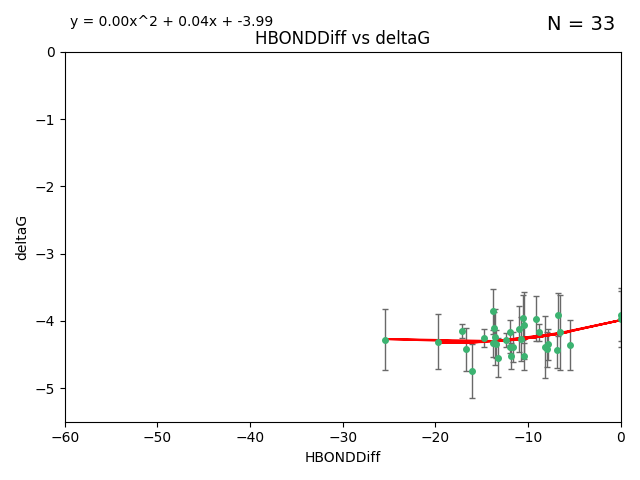 y = 0.00x^2 + 0.04x + -3.99
N = 33
HBONDDiff vs deltaG
deltaG
0
−1
−2
−3
−4
−5
−60
−50
−40
−30
−20
−10
0
HBONDDiff